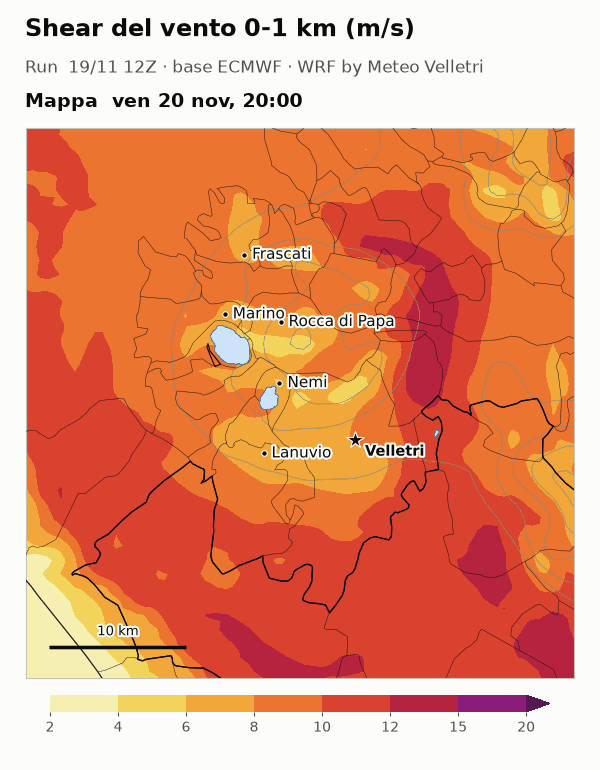 Shear del vento 0-1 km (m/s)
Run  19/11 12Z · base ECMWF · WRF by Meteo Velletri
Mappa  ven 20 nov, 20:00
Frascati
Marino
Rocca di Papa
Nemi
Velletri
Lanuvio
10 km
2 4 6 8 10 12 15 20